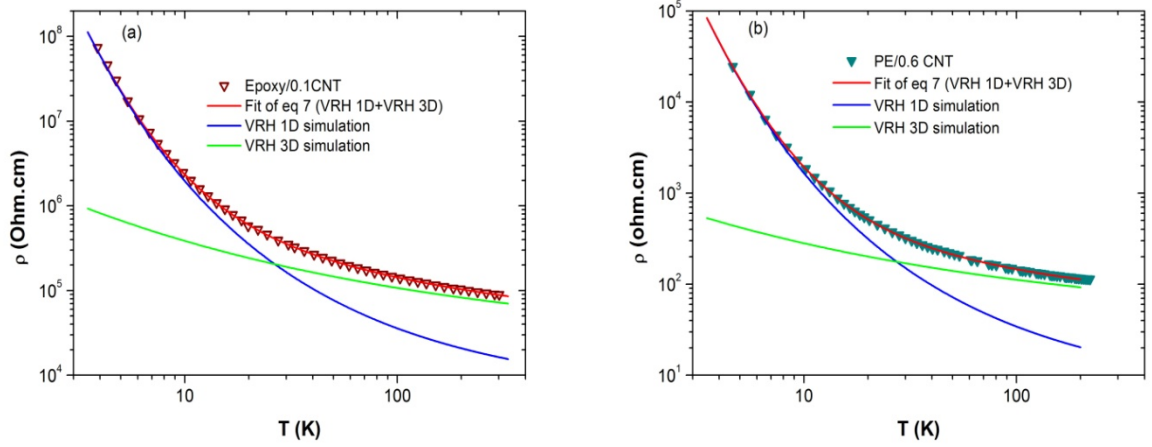 (a)
Epoxy/0.1CNT
Fit of eq 7 (VRH 1D+VRH 3D)
VRH 1D simulation
VRH 3D simulation
10^8
10^7
10^6
10^5
10^4
ρ (Ohm.cm)
10 100
T (K)
(b)
PE/0.6 CNT
Fit of eq 7 (VRH 1D+VRH 3D)
VRH 1D simulation
VRH 3D simulation
10^5
10^4
10^3
10^2
10^1
ρ (ohm.cm)
10 100
T (K)